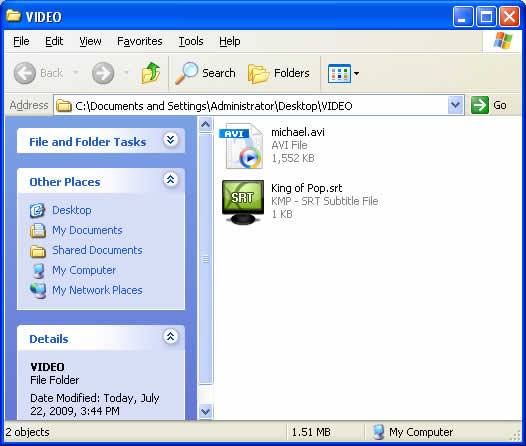 VIDEO
File Edit View Favorites Tools Help
Back Search Folders
Address C:\Documents and Settings\Administrator\Desktop\VIDEO Go
File and Folder Tasks
Other Places
Desktop
My Documents
Shared Documents
My Computer
My Network Places
Details
VIDEO
File Folder
Date Modified: Today, July
22, 2009, 3:44 PM
AVI
michael.avi
AVI File
1,552 KB
SRT
King of Pop.srt
KMP - SRT Subtitle File
1 KB
2 objects 1.51 MB My Computer